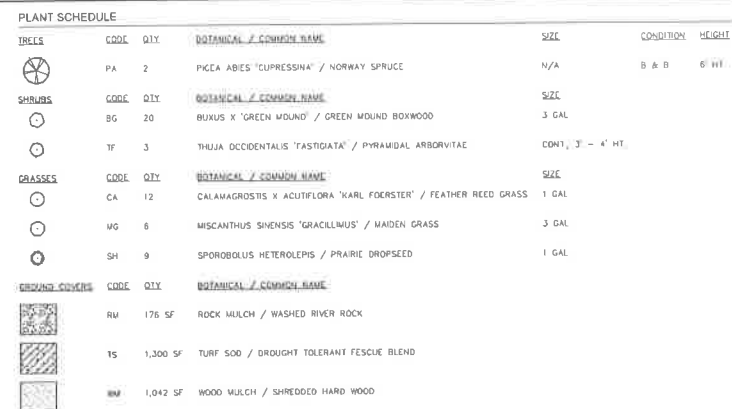 PLANT SCHEDULE
TREES CODE QTY BOTANICAL / COMMON NAME SIZE CONDITION HEIGHT
PA 2 PICEA ABIES 'CUPRESSINA' / NORWAY SPRUCE N/A B & B 6' HT.
SHRUBS CODE QTY BOTANICAL / COMMON NAME SIZE
BG 20 BUXUS X 'GREEN MOUND' / GREEN MOUND BOXWOOD 3 GAL
TF 3 THUJA OCCIDENTALIS 'FASTIGIATA' / PYRAMIDAL ARBORVITAE CONT., 3' - 4' HT.
GRASSES CODE QTY BOTANICAL / COMMON NAME SIZE
CA 12 CALAMAGROSTIS X ACUTIFLORA 'KARL FOERSTER' / FEATHER REED GRASS 1 GAL
MG 6 MISCANTHUS SINENSIS 'GRACILLIMUS' / MAIDEN GRASS 3 GAL
SH 9 SPOROBOLUS HETEROLEPIS / PRAIRIE DROPSEED 1 GAL
GROUND COVERS CODE QTY BOTANICAL / COMMON NAME
RM 176 SF ROCK MULCH / WASHED RIVER ROCK
TS 1,300 SF TURF SOD / DROUGHT TOLERANT FESCUE BLEND
1,042 SF WOOD MULCH / SHREDDED HARD WOOD